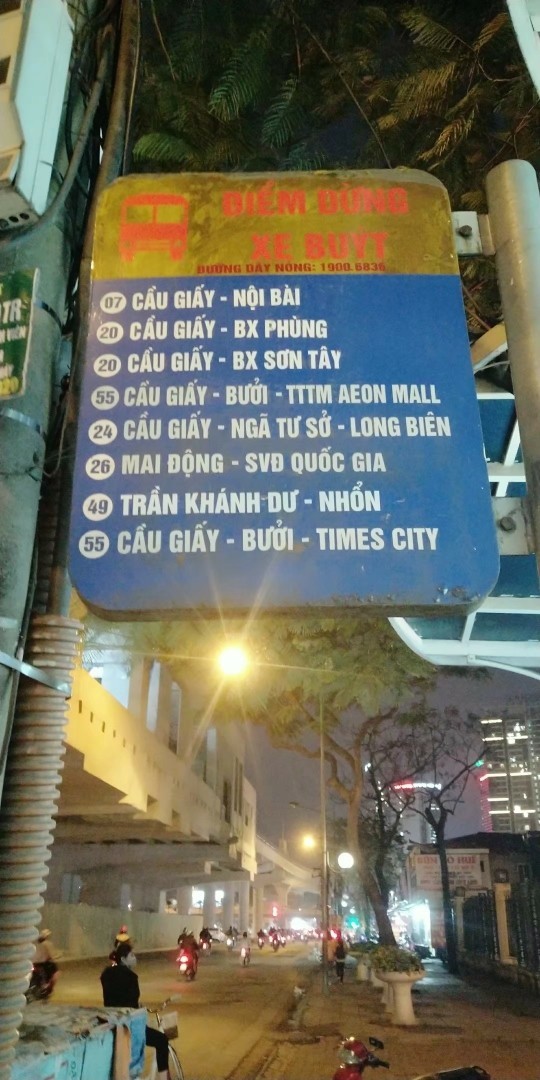 ĐIỂM DỪNG
XE BUÝT
ĐƯỜNG DÂY NÓNG: 1900.6836
07 CẦU GIẤY - NỘI BÀI
20 CẦU GIẤY - BX PHÙNG
20 CẦU GIẤY - BX SƠN TÂY
55 CẦU GIẤY - BƯỞI - TTTM AEON MALL
24 CẦU GIẤY - NGÃ TƯ SỞ - LONG BIÊN
26 MAI ĐỘNG - SVĐ QUỐC GIA
49 TRẦN KHÁNH DƯ - NHỔN
55 CẦU GIẤY - BƯỞI - TIMES CITY